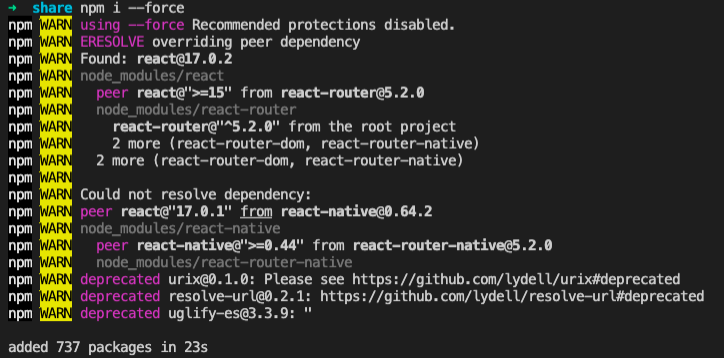 → share npm i --force
npm WARN using --force Recommended protections disabled.
npm WARN ERESOLVE overriding peer dependency
npm WARN Found: react@17.0.2
npm WARN node_modules/react
npm WARN   peer react@">=15" from react-router@5.2.0
npm WARN   node_modules/react-router
npm WARN     react-router@"^5.2.0" from the root project
npm WARN     2 more (react-router-dom, react-router-native)
npm WARN   2 more (react-router-dom, react-router-native)
npm WARN
npm WARN Could not resolve dependency:
npm WARN peer react@"17.0.1" from react-native@0.64.2
npm WARN node_modules/react-native
npm WARN   peer react-native@">=0.44" from react-router-native@5.2.0
npm WARN   node_modules/react-router-native
npm WARN deprecated urix@0.1.0: Please see https://github.com/lydell/urix#deprecated
npm WARN deprecated resolve-url@0.2.1: https://github.com/lydell/resolve-url#deprecated
npm WARN deprecated uglify-es@3.3.9: "
added 737 packages in 23s